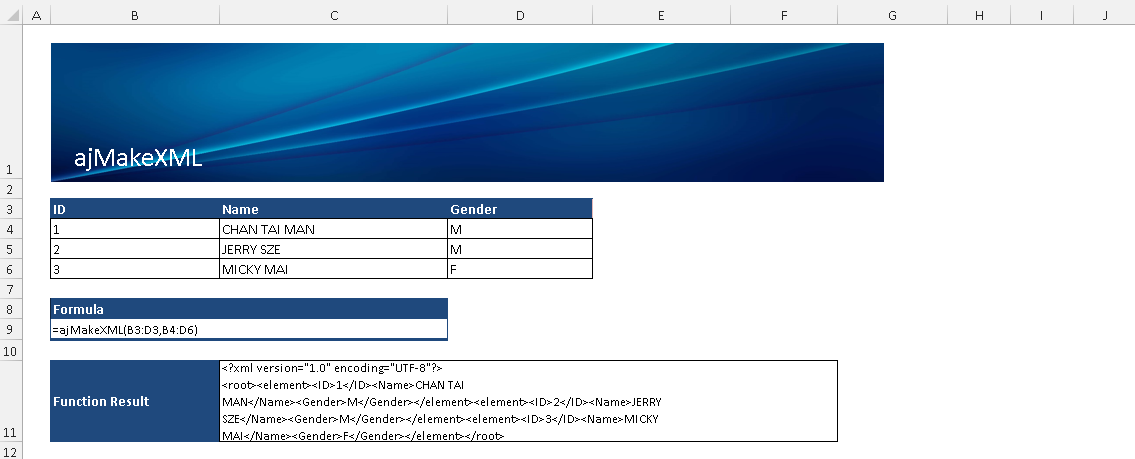 A B C D E F G H I J
1
ajMakeXML
2
3 ID Name Gender
4 1 CHAN TAI MAN M
5 2 JERRY SZE M
6 3 MICKY MAI F
7
8 Formula
9 =ajMakeXML(B3:D3,B4:D6)
10
11 Function Result
<?xml version="1.0" encoding="UTF-8"?>
<root><element><ID>1</ID><Name>CHAN TAI
MAN</Name><Gender>M</Gender></element><element><ID>2</ID><Name>JERRY
SZE</Name><Gender>M</Gender></element><element><ID>3</ID><Name>MICKY
MAI</Name><Gender>F</Gender></element></root>
12